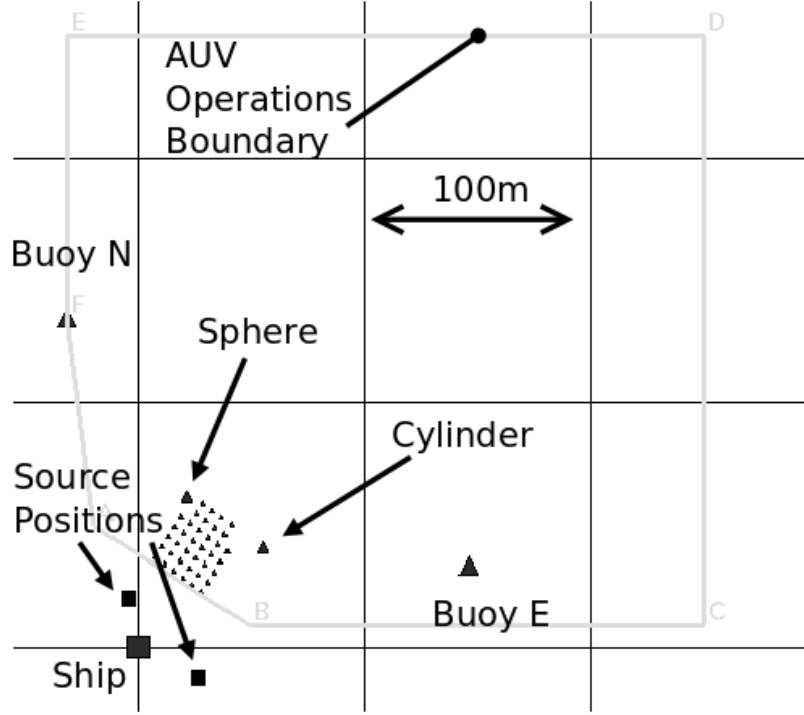 E
D
AUV
Operations
Boundary
100m
Buoy N
F
Sphere
Cylinder
Source
Positions
A
B
Buoy E
C
Ship